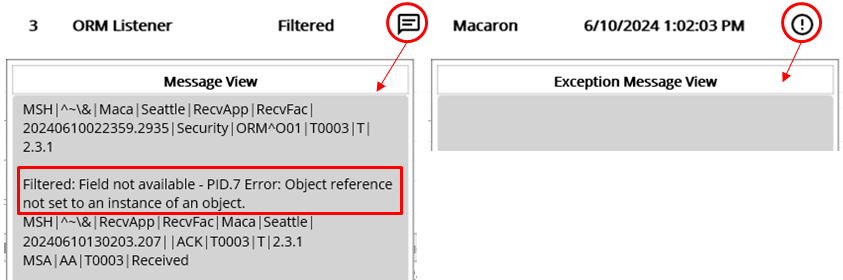 3 ORM Listener Filtered Macaron 6/10/2024 1:02:03 PM
Message View
MSH|^~\&|Maca|Seattle|RecvApp|RecvFac|
20240610022359.2935|Security|ORM^O01|T0003|T|
2.3.1
Filtered: Field not available - PID.7 Error: Object reference
not set to an instance of an object.
MSH|^~\&|RecvApp|RecvFac|Maca|Seattle|
20240610130203.207||ACK|T0003|T|2.3.1
MSA|AA|T0003|Received
Exception Message View